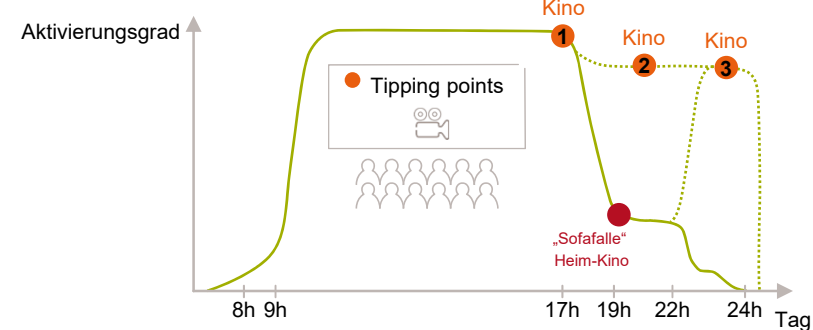 Kino
Aktivierungsgrad
Kino
Kino
1
2
3
Tipping points
„Sofafalle“
Heim-Kino
8h 9h 17h 19h 22h 24h
Tag